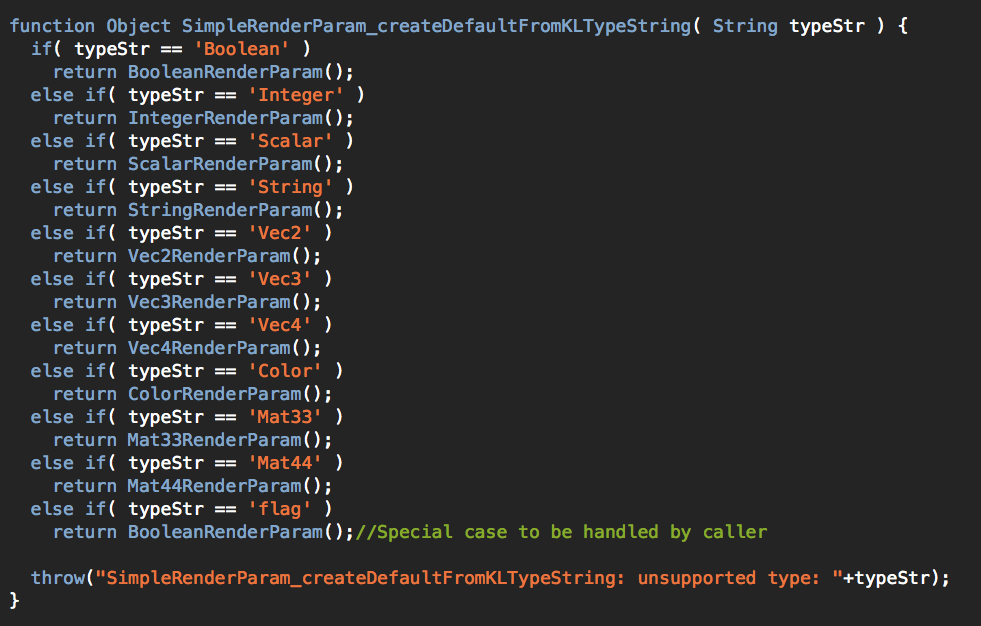 function Object SimpleRenderParam_createDefaultFromKLTypeString( String typeStr ) {
  if( typeStr == 'Boolean' )
    return BooleanRenderParam();
  else if( typeStr == 'Integer' )
    return IntegerRenderParam();
  else if( typeStr == 'Scalar' )
    return ScalarRenderParam();
  else if( typeStr == 'String' )
    return StringRenderParam();
  else if( typeStr == 'Vec2' )
    return Vec2RenderParam();
  else if( typeStr == 'Vec3' )
    return Vec3RenderParam();
  else if( typeStr == 'Vec4' )
    return Vec4RenderParam();
  else if( typeStr == 'Color' )
    return ColorRenderParam();
  else if( typeStr == 'Mat33' )
    return Mat33RenderParam();
  else if( typeStr == 'Mat44' )
    return Mat44RenderParam();
  else if( typeStr == 'flag' )
    return BooleanRenderParam();//Special case to be handled by caller

  throw("SimpleRenderParam_createDefaultFromKLTypeString: unsupported type: "+typeStr);
}